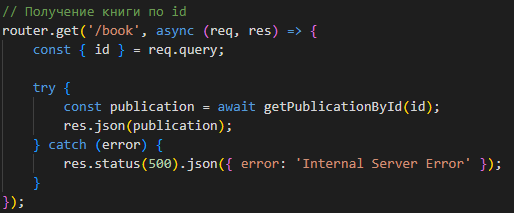 // Получение книги по id
router.get('/book', async (req, res) => {
    const { id } = req.query;

    try {
        const publication = await getPublicationById(id);
        res.json(publication);
    } catch (error) {
        res.status(500).json({ error: 'Internal Server Error' });
    }
});